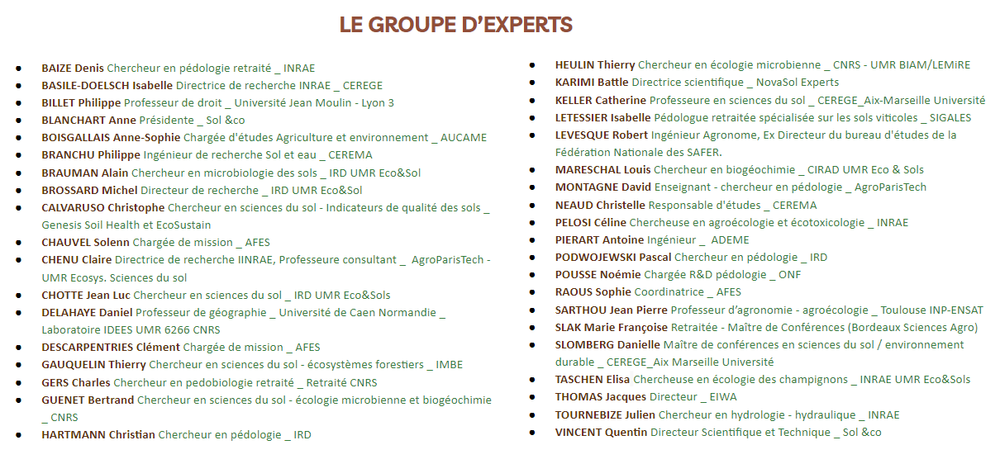 LE GROUPE D’EXPERTS
● BAIZE Denis Chercheur en pédologie retraité _ INRAE
● BASILE-DOELSCH Isabelle Directrice de recherche INRAE _ CEREGE
● BILLET Philippe Professeur de droit _ Université Jean Moulin - Lyon 3
● BLANCHART Anne Présidente _ Sol &co
● BOISGALLAIS Anne-Sophie Chargée d'études Agriculture et environnement _ AUCAME
● BRANCHU Philippe Ingénieur de recherche Sol et eau _ CEREMA
● BRAUMAN Alain Chercheur en microbiologie des sols _ IRD UMR Eco&Sol
● BROSSARD Michel Directeur de recherche _ IRD UMR Eco&Sol
● CALVARUSO Christophe Chercheur en sciences du sol - Indicateurs de qualité des sols _
Genesis Soil Health et EcoSustain
● CHAUVEL Solenn Chargée de mission _ AFES
● CHENU Claire Directrice de recherche IINRAE, Professeure consultant _ AgroParisTech -
UMR Ecosys. Sciences du sol
● CHOTTE Jean Luc Chercheur en sciences du sol _ IRD UMR Eco&Sols
● DELAHAYE Daniel Professeur de géographie _ Université de Caen Normandie _
Laboratoire IDEES UMR 6266 CNRS
● DESCARPENTRIES Clément Chargée de mission _ AFES
● GAUQUELIN Thierry Chercheur en sciences du sol - écosystèmes forestiers _ IMBE
● GERS Charles Chercheur en pedobiologie retraité _ Retraité CNRS
● GUENET Bertrand Chercheur en sciences du sol - écologie microbienne et biogéochimie
_ CNRS
● HARTMANN Christian Chercheur en pédologie _ IRD
● HEULIN Thierry Chercheur en écologie microbienne _ CNRS - UMR BIAM/LEMiRE
● KARIMI Battle Directrice scientifique _ NovaSol Experts
● KELLER Catherine Professeure en sciences du sol _ CEREGE_Aix-Marseille Université
● LETESSIER Isabelle Pédologue retraitée spécialisée sur les sols viticoles _ SIGALES
● LEVESQUE Robert Ingénieur Agronome, Ex Directeur du bureau d'études de la
Fédération Nationale des SAFER.
● MARESCHAL Louis Chercheur en biogéochimie _ CIRAD UMR Eco & Sols
● MONTAGNE David Enseignant - chercheur en pédologie _ AgroParisTech
● NEAUD Christelle Responsable d'études _ CEREMA
● PELOSI Céline Chercheuse en agroécologie et écotoxicologie _ INRAE
● PIERART Antoine Ingénieur _ ADEME
● PODWOJEWSKI Pascal Chercheur en pédologie _ IRD
● POUSSE Noémie Chargée R&D pédologie _ ONF
● RAOUS Sophie Coordinatrice _ AFES
● SARTHOU Jean Pierre Professeur d’agronomie - agroécologie _ Toulouse INP-ENSAT
● SLAK Marie Françoise Retraitée - Maître de Conférences (Bordeaux Sciences Agro)
● SLOMBERG Danielle Maître de conférences en sciences du sol / environnement
durable _ CEREGE_Aix Marseille Université
● TASCHEN Elisa Chercheuse en écologie des champignons _ INRAE UMR Eco&Sols
● THOMAS Jacques Directeur _ EIWA
● TOURNEBIZE Julien Chercheur en hydrologie - hydraulique _ INRAE
● VINCENT Quentin Directeur Scientifique et Technique _ Sol &co